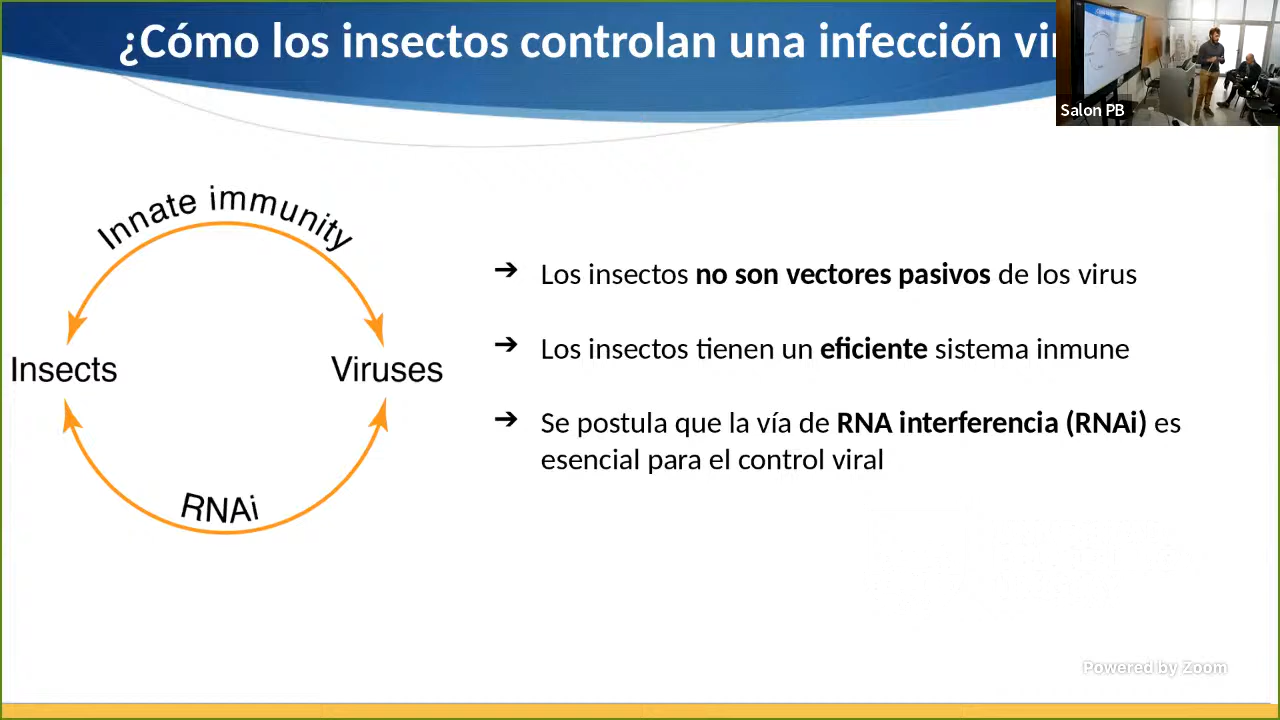 ¿Cómo los insectos controlan una infección
Salon PB
Innate immunity
Insects
Viruses
RNAi
➔ Los insectos no son vectores pasivos de los virus
➔ Los insectos tienen un eficiente sistema inmune
➔ Se postula que la vía de RNA interferencia (RNAi) es
esencial para el control viral
Powered by Zoom